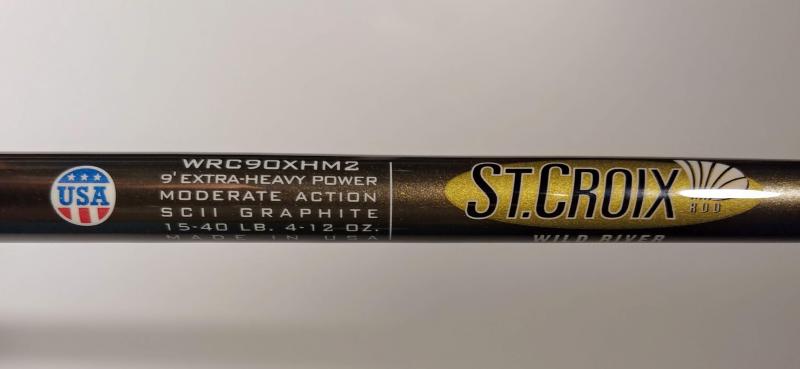 USA
WRC90XHM2
9' EXTRA-HEAVY POWER
MODERATE ACTION
SCII GRAPHITE
15-40 LB. 4-12 OZ.
MADE IN USA
ST.CROIX
ROD
WILD RIVER